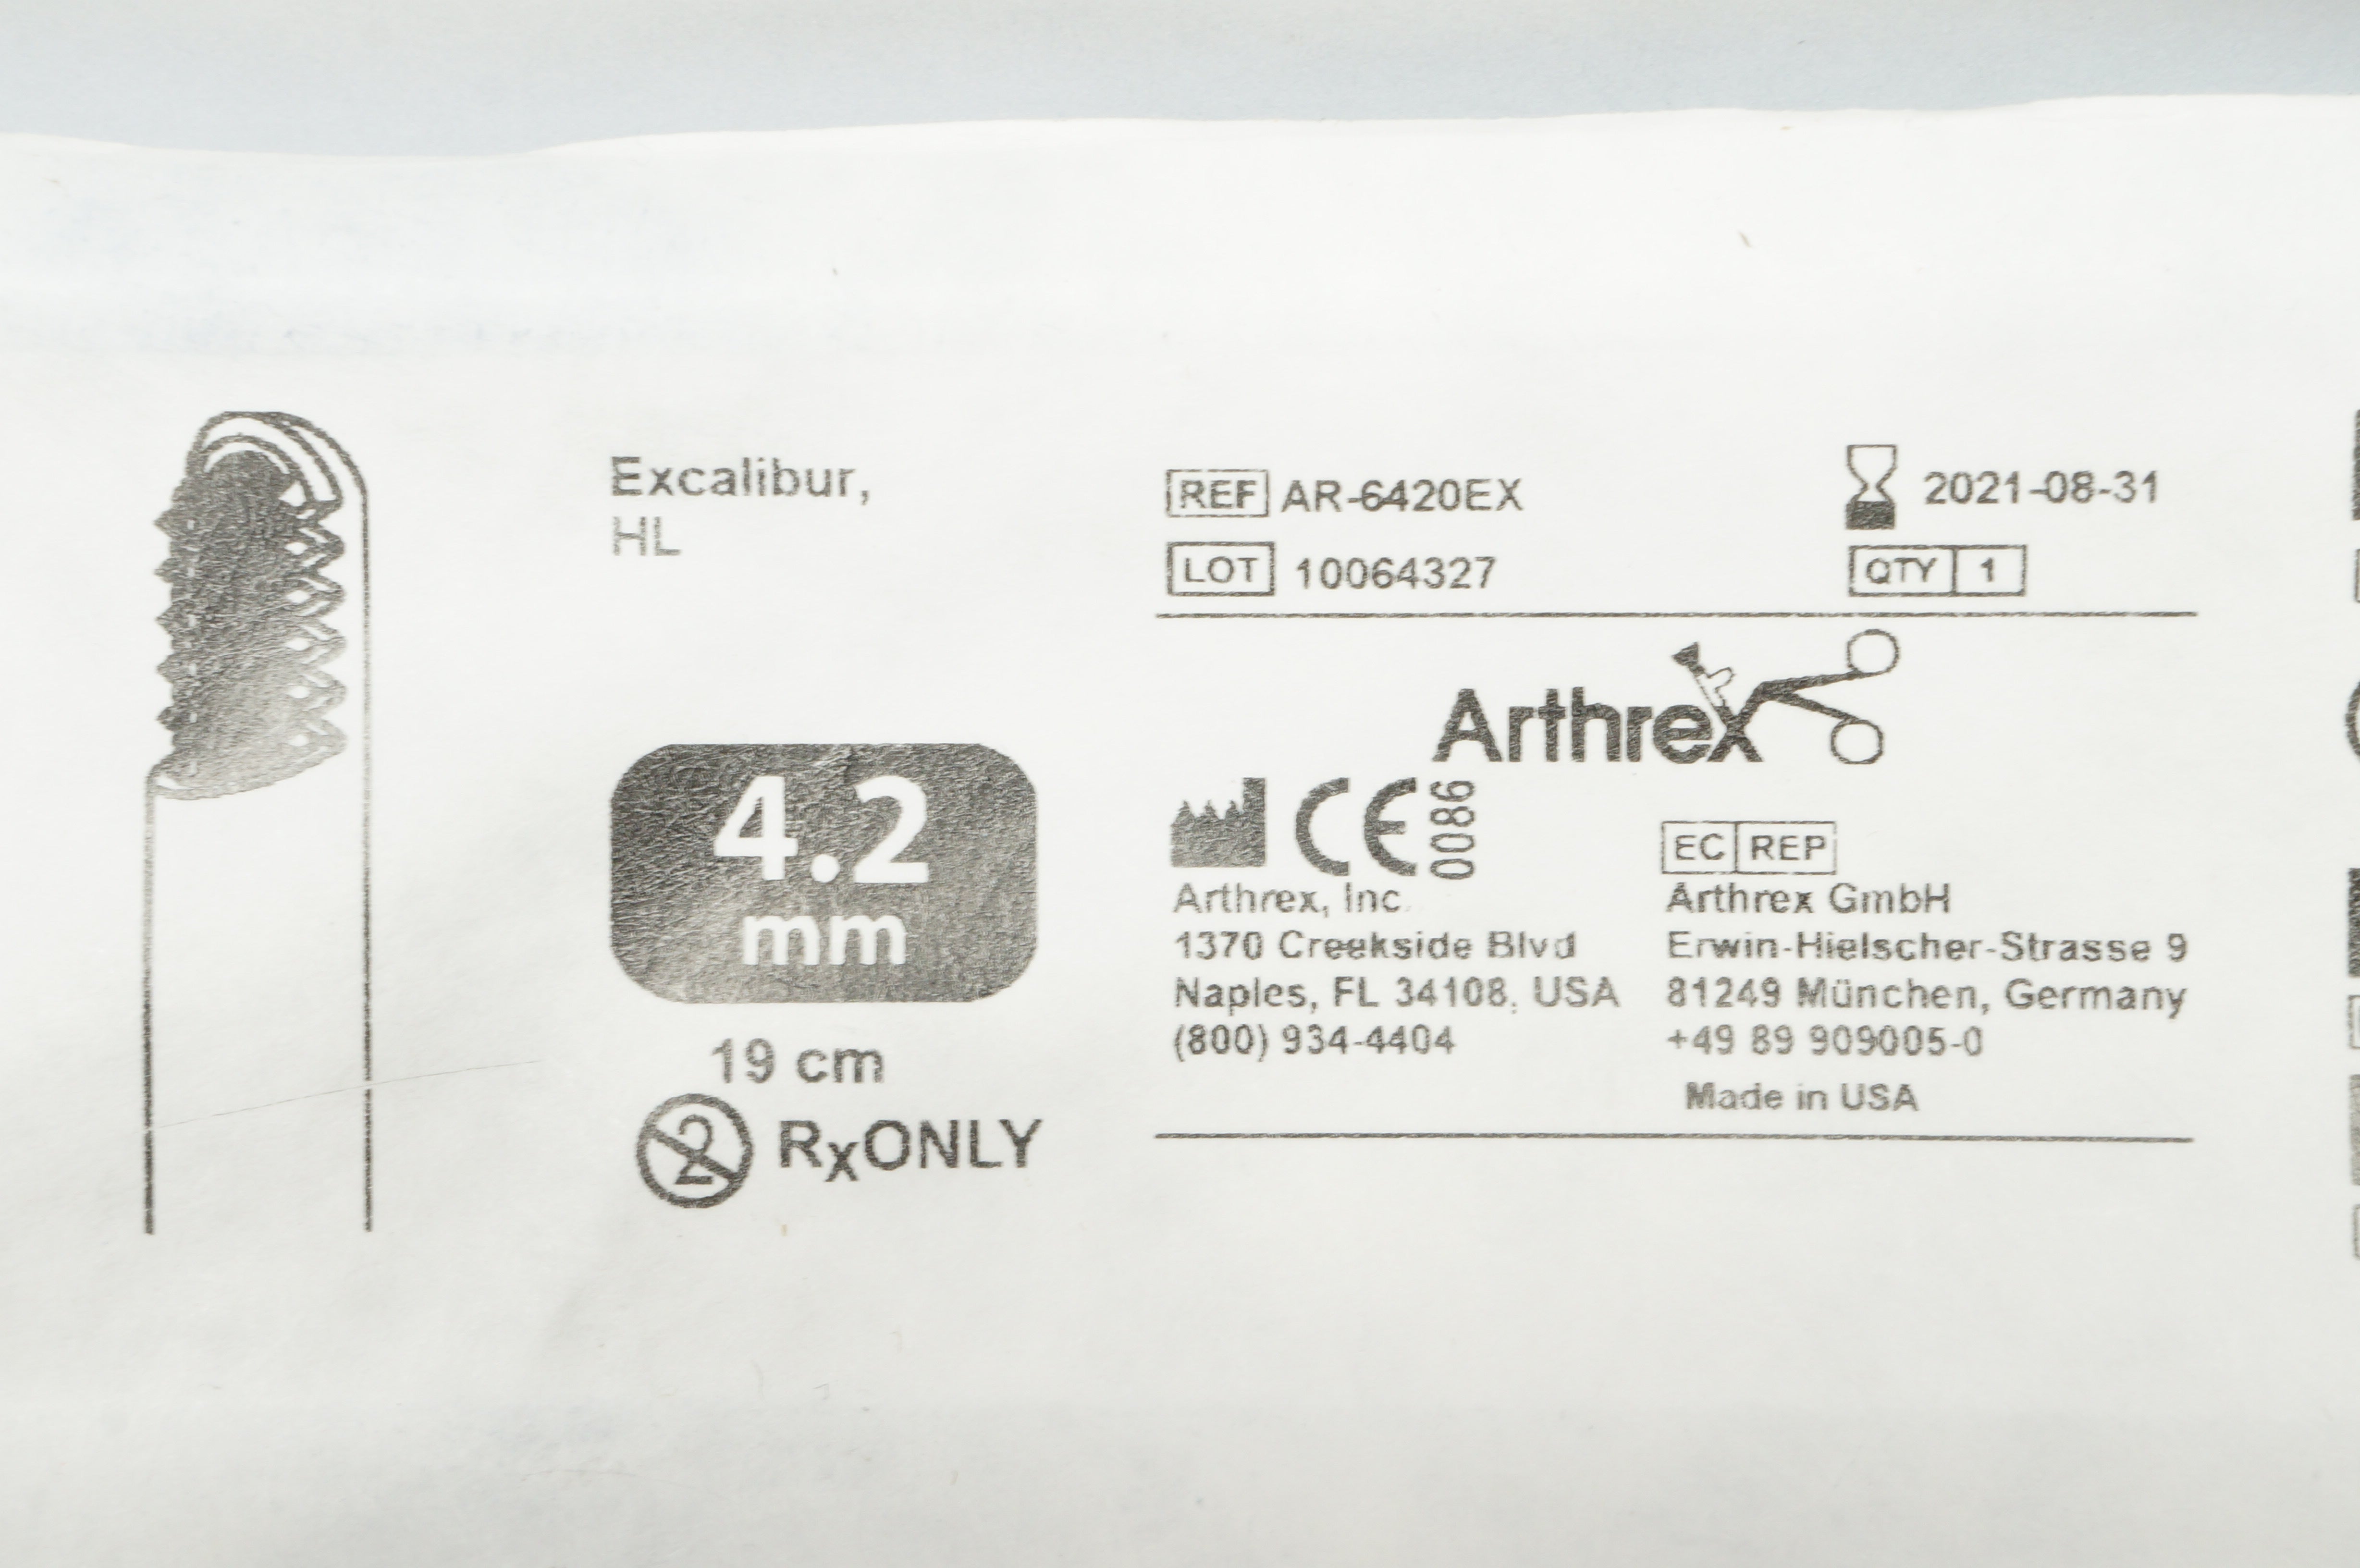 Excalibur,
HL
4.2
mm
19 cm
2 RxONLY
REF AR-6420EX
2021-08-31
LOT 10064327
QTY 1
Arthrex
CE 0086
EC REP
Arthrex, Inc.
1370 Creekside Blvd
Naples, FL 34108, USA
(800) 934-4404
Arthrex GmbH
Erwin-Hielscher-Strasse 9
81249 München, Germany
+49 89 909005-0
Made in USA